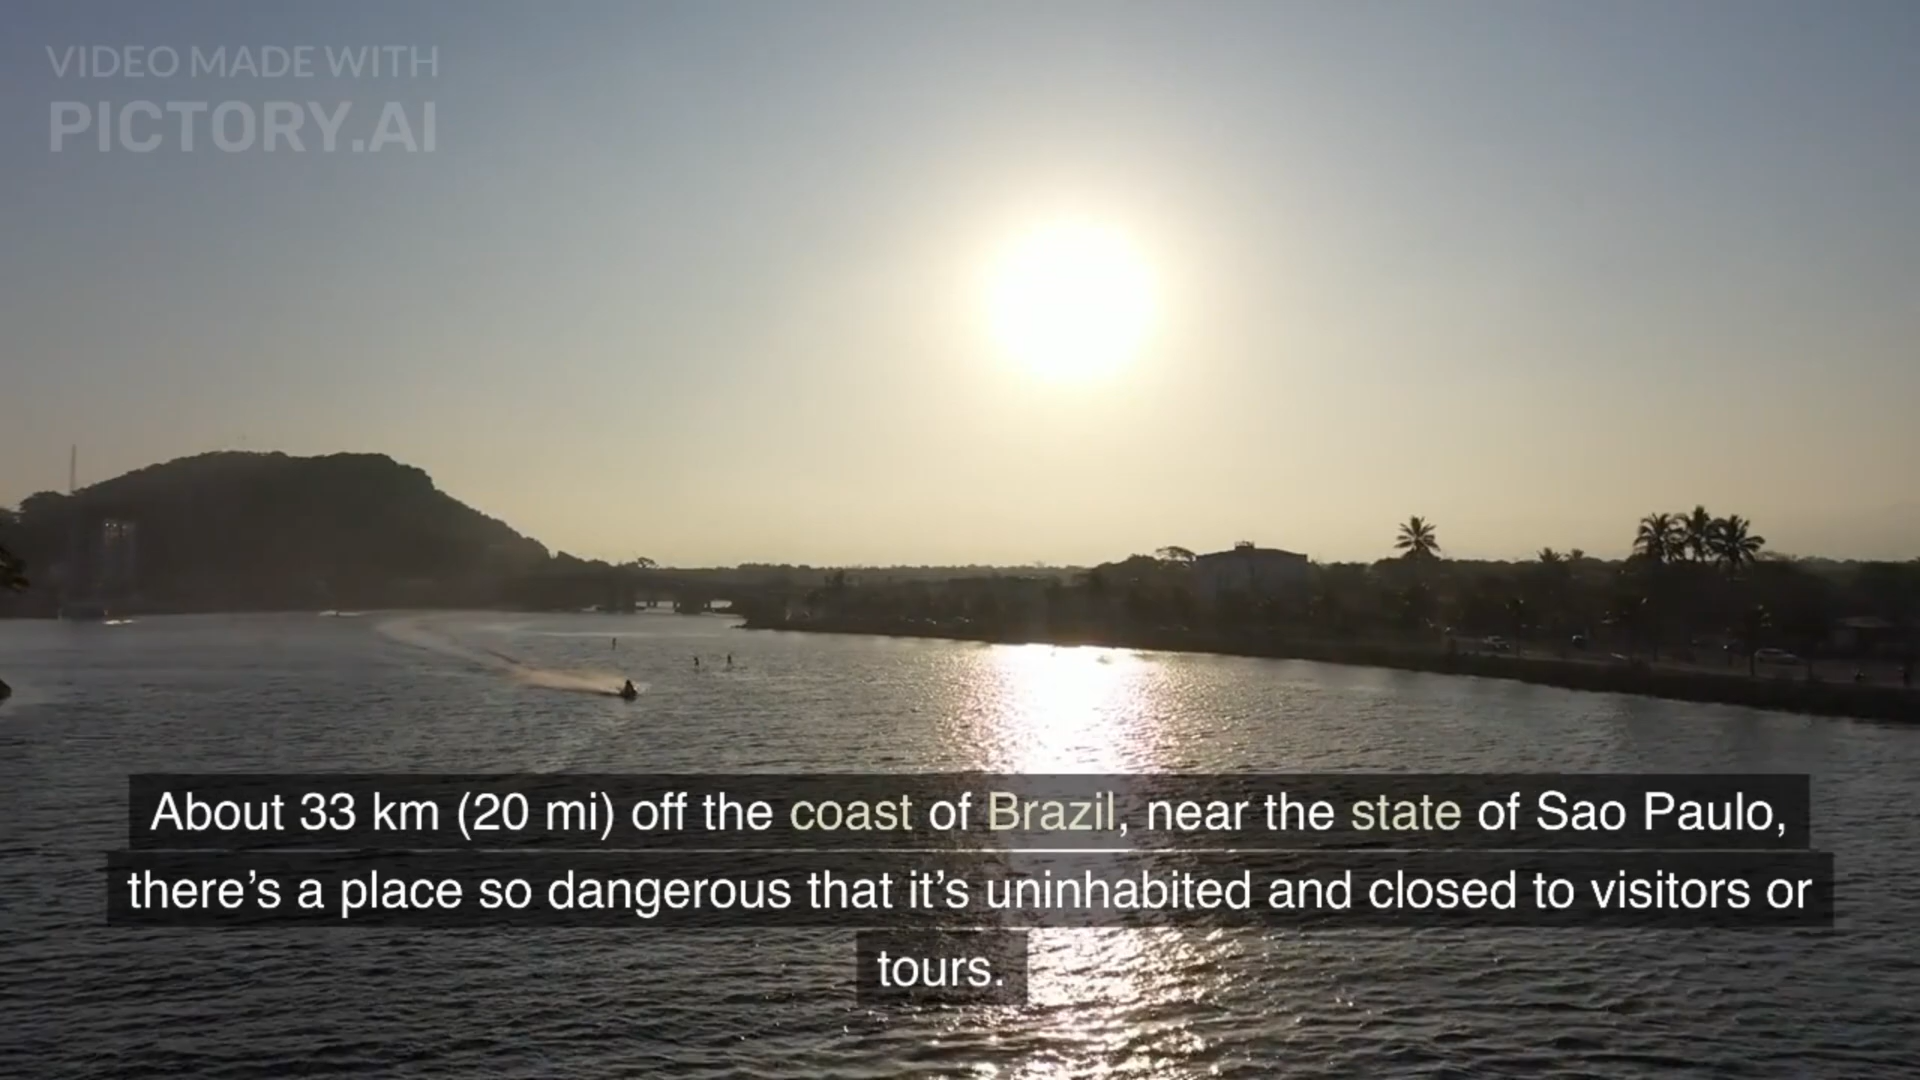 VIDEO MADE WITH
PICTORY.AI
About 33 km (20 mi) off the coast of Brazil, near the state of Sao Paulo,
there’s a place so dangerous that it’s uninhabited and closed to visitors or
tours.